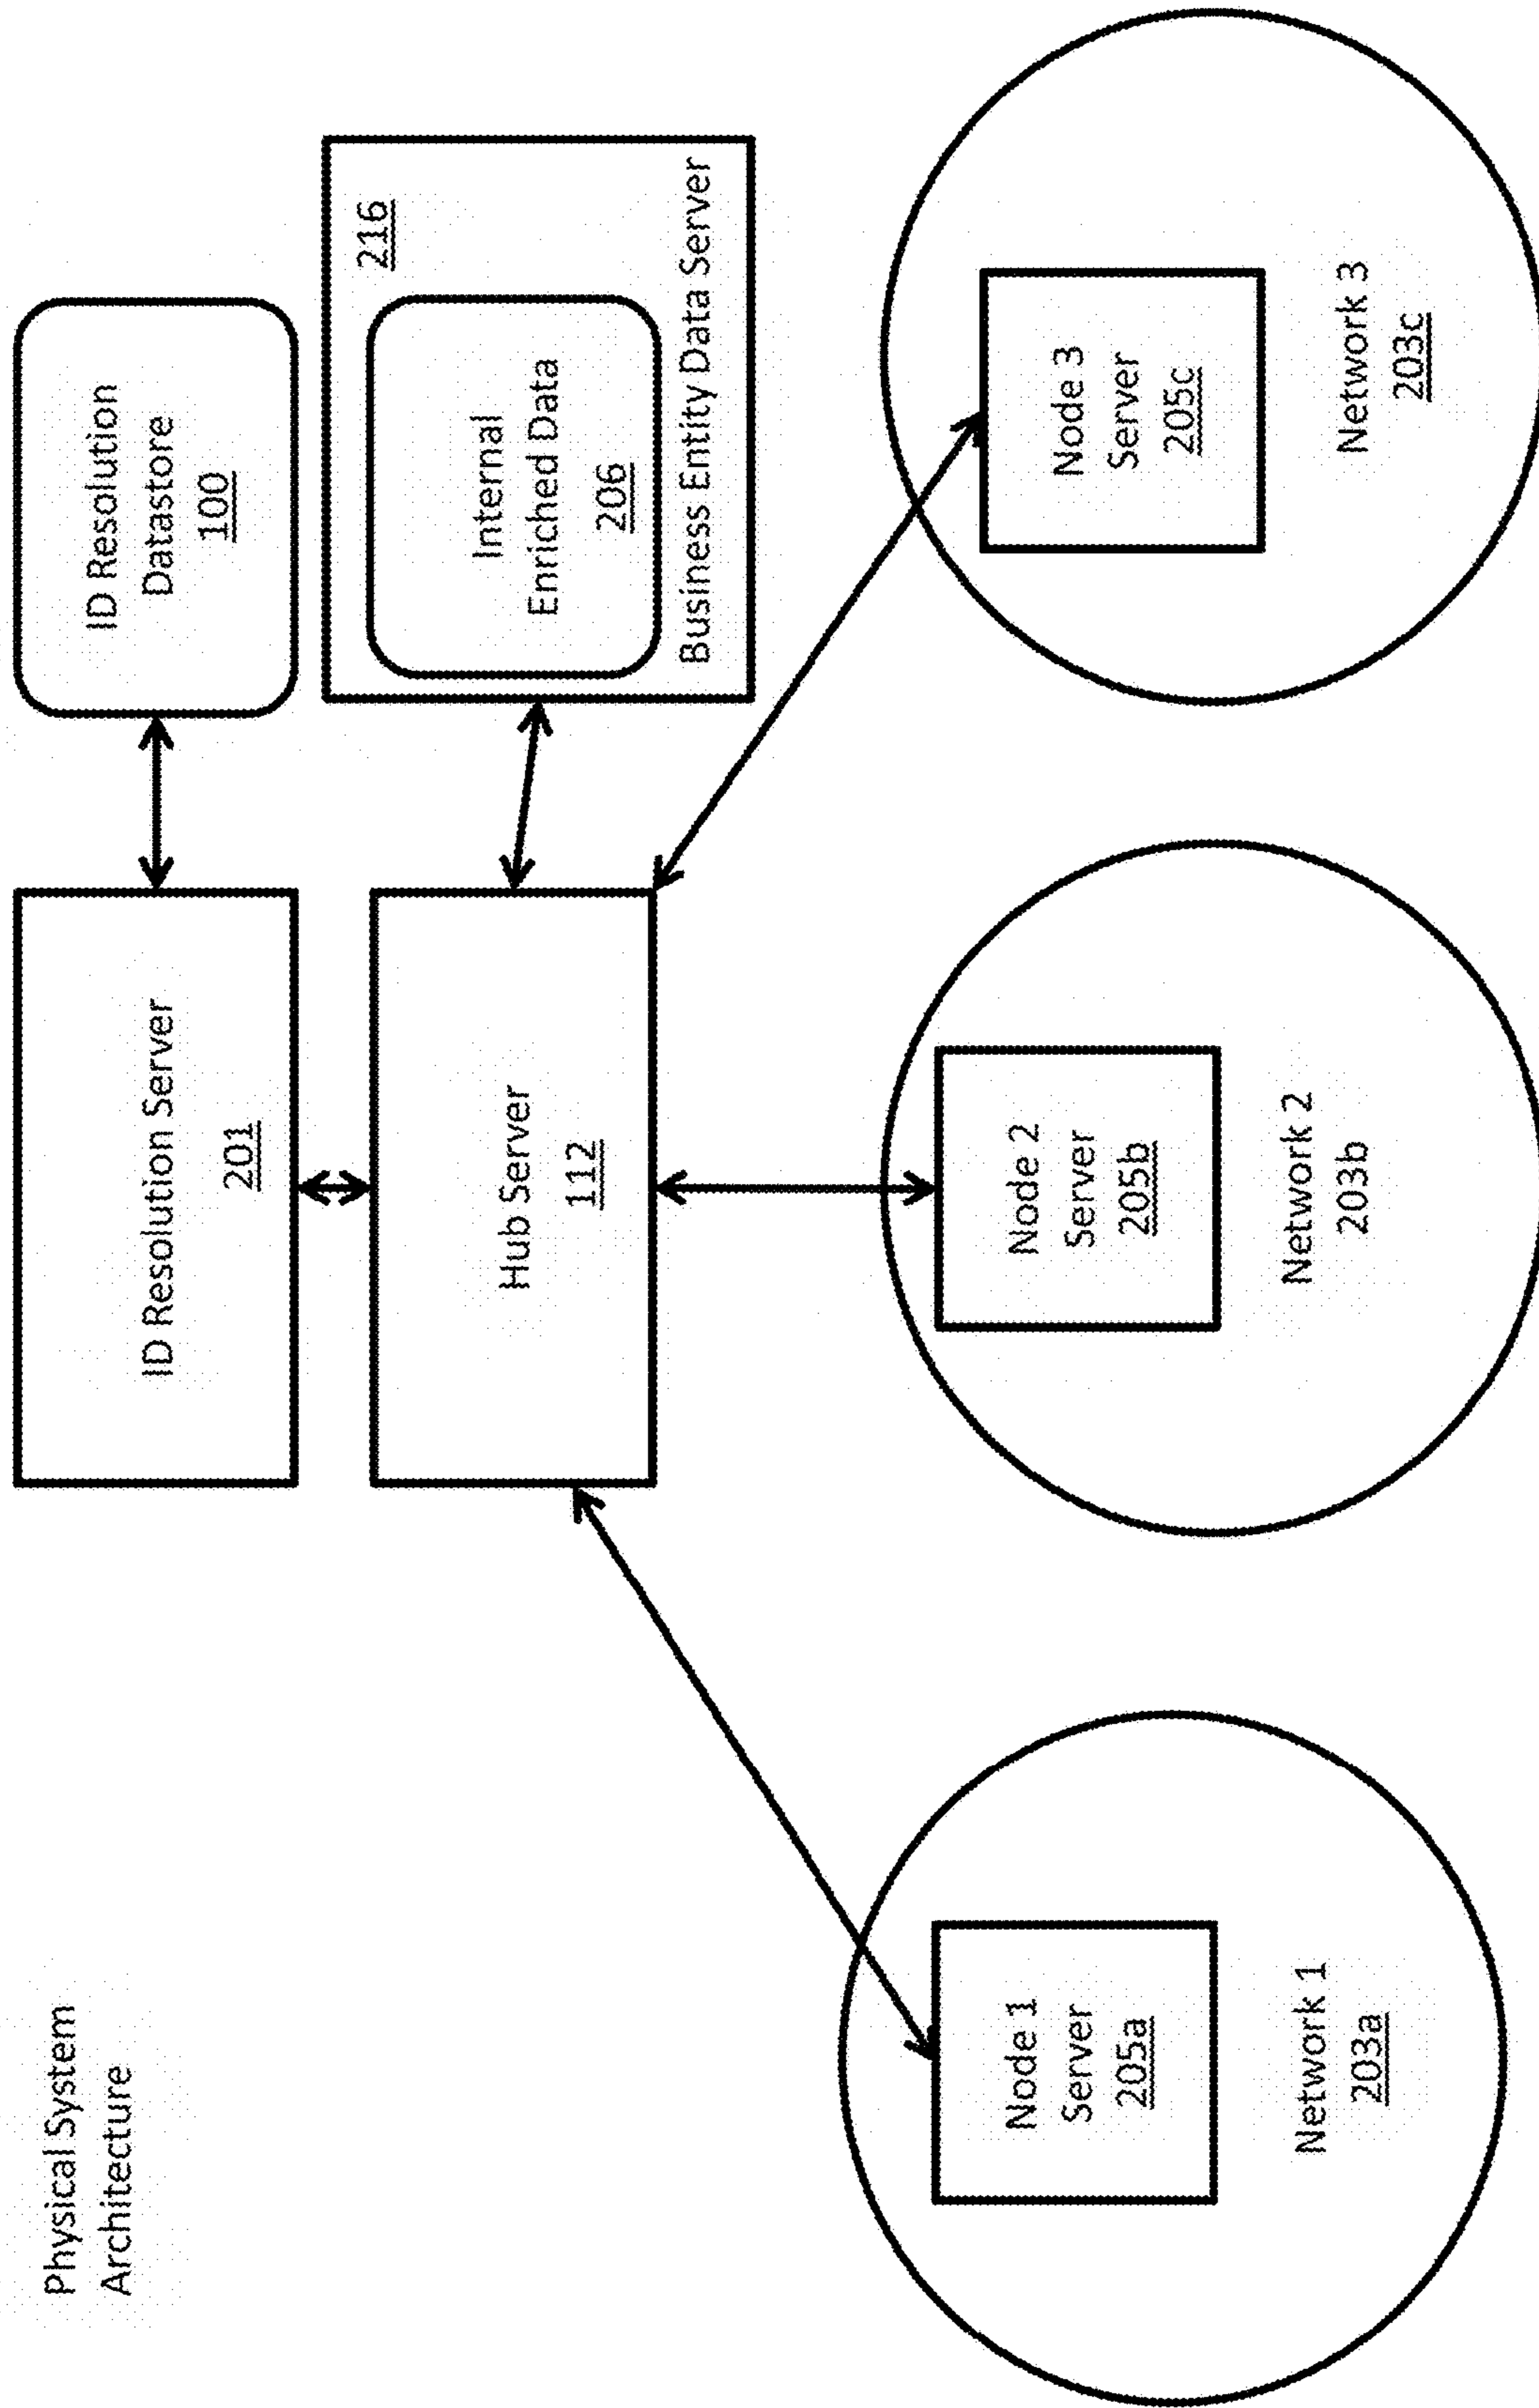 Physical System
Architecture
ID Resolution Server
201
ID Resolution
Datastore
100
Hub Server
112
216
Internal
Enriched Data
206
Business Entity Data Server
Node 1
Server
205a
Network 1
203a
Node 2
Server
205b
Network 2
203b
Node 3
Server
205c
Network 3
203c